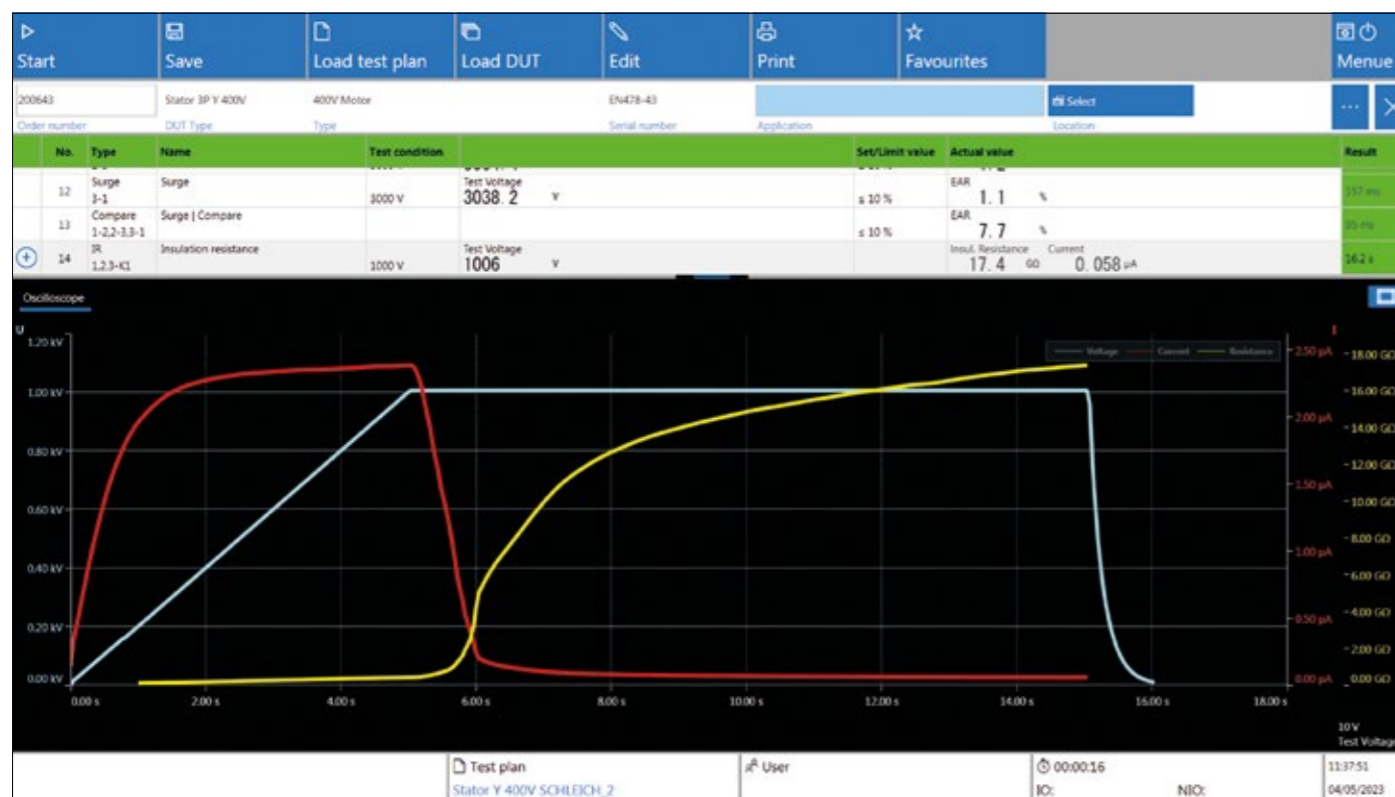 Start Save Load test plan Load DUT Edit Print Favourites Menue
200643 Stator 3P Y 400V 400V Motor EN478-43 Select ...
Order number DUT Type Type Serial number Application Location
No. Type Name Test condition Set/Limit value Actual value Result
Surge Surge Test Voltage EAR
12 3-1 3000 V 3038.2 V ≤ 10 % 1.1 % 157 ms
Compare Surge | Compare EAR
13 1-2,2-3,3-1 ≤ 10 % 7.7 % 35 ms
IR Insulation resistance Test Voltage Insul. Resistance Current
14 1,2,3-K1 1000 V 1006 V 17.4 GΩ 0.058 µA 16.2 s
Oscilloscope
U I
1.20 kV Voltage Current Resistance 2.50 µA 18.00 GΩ
1.00 kV 16.00 GΩ
2.00 µA
14.00 GΩ
0.80 kV 12.00 GΩ
1.50 µA
0.60 kV 10.00 GΩ
8.00 GΩ
1.00 µA
0.40 kV 6.00 GΩ
4.00 GΩ
0.20 kV 0.50 µA
2.00 GΩ
0.00 kV 0.00 µA 0.00 GΩ
0.00 s 2.00 s 4.00 s 6.00 s 8.00 s 10.00 s 12.00 s 14.00 s 16.00 s 18.00 s
10 V
Test Voltage
Test plan User 00:00:16 11:37:51
Stator Y 400V SCHLEICH_2 IO: NIO: 04/05/2023